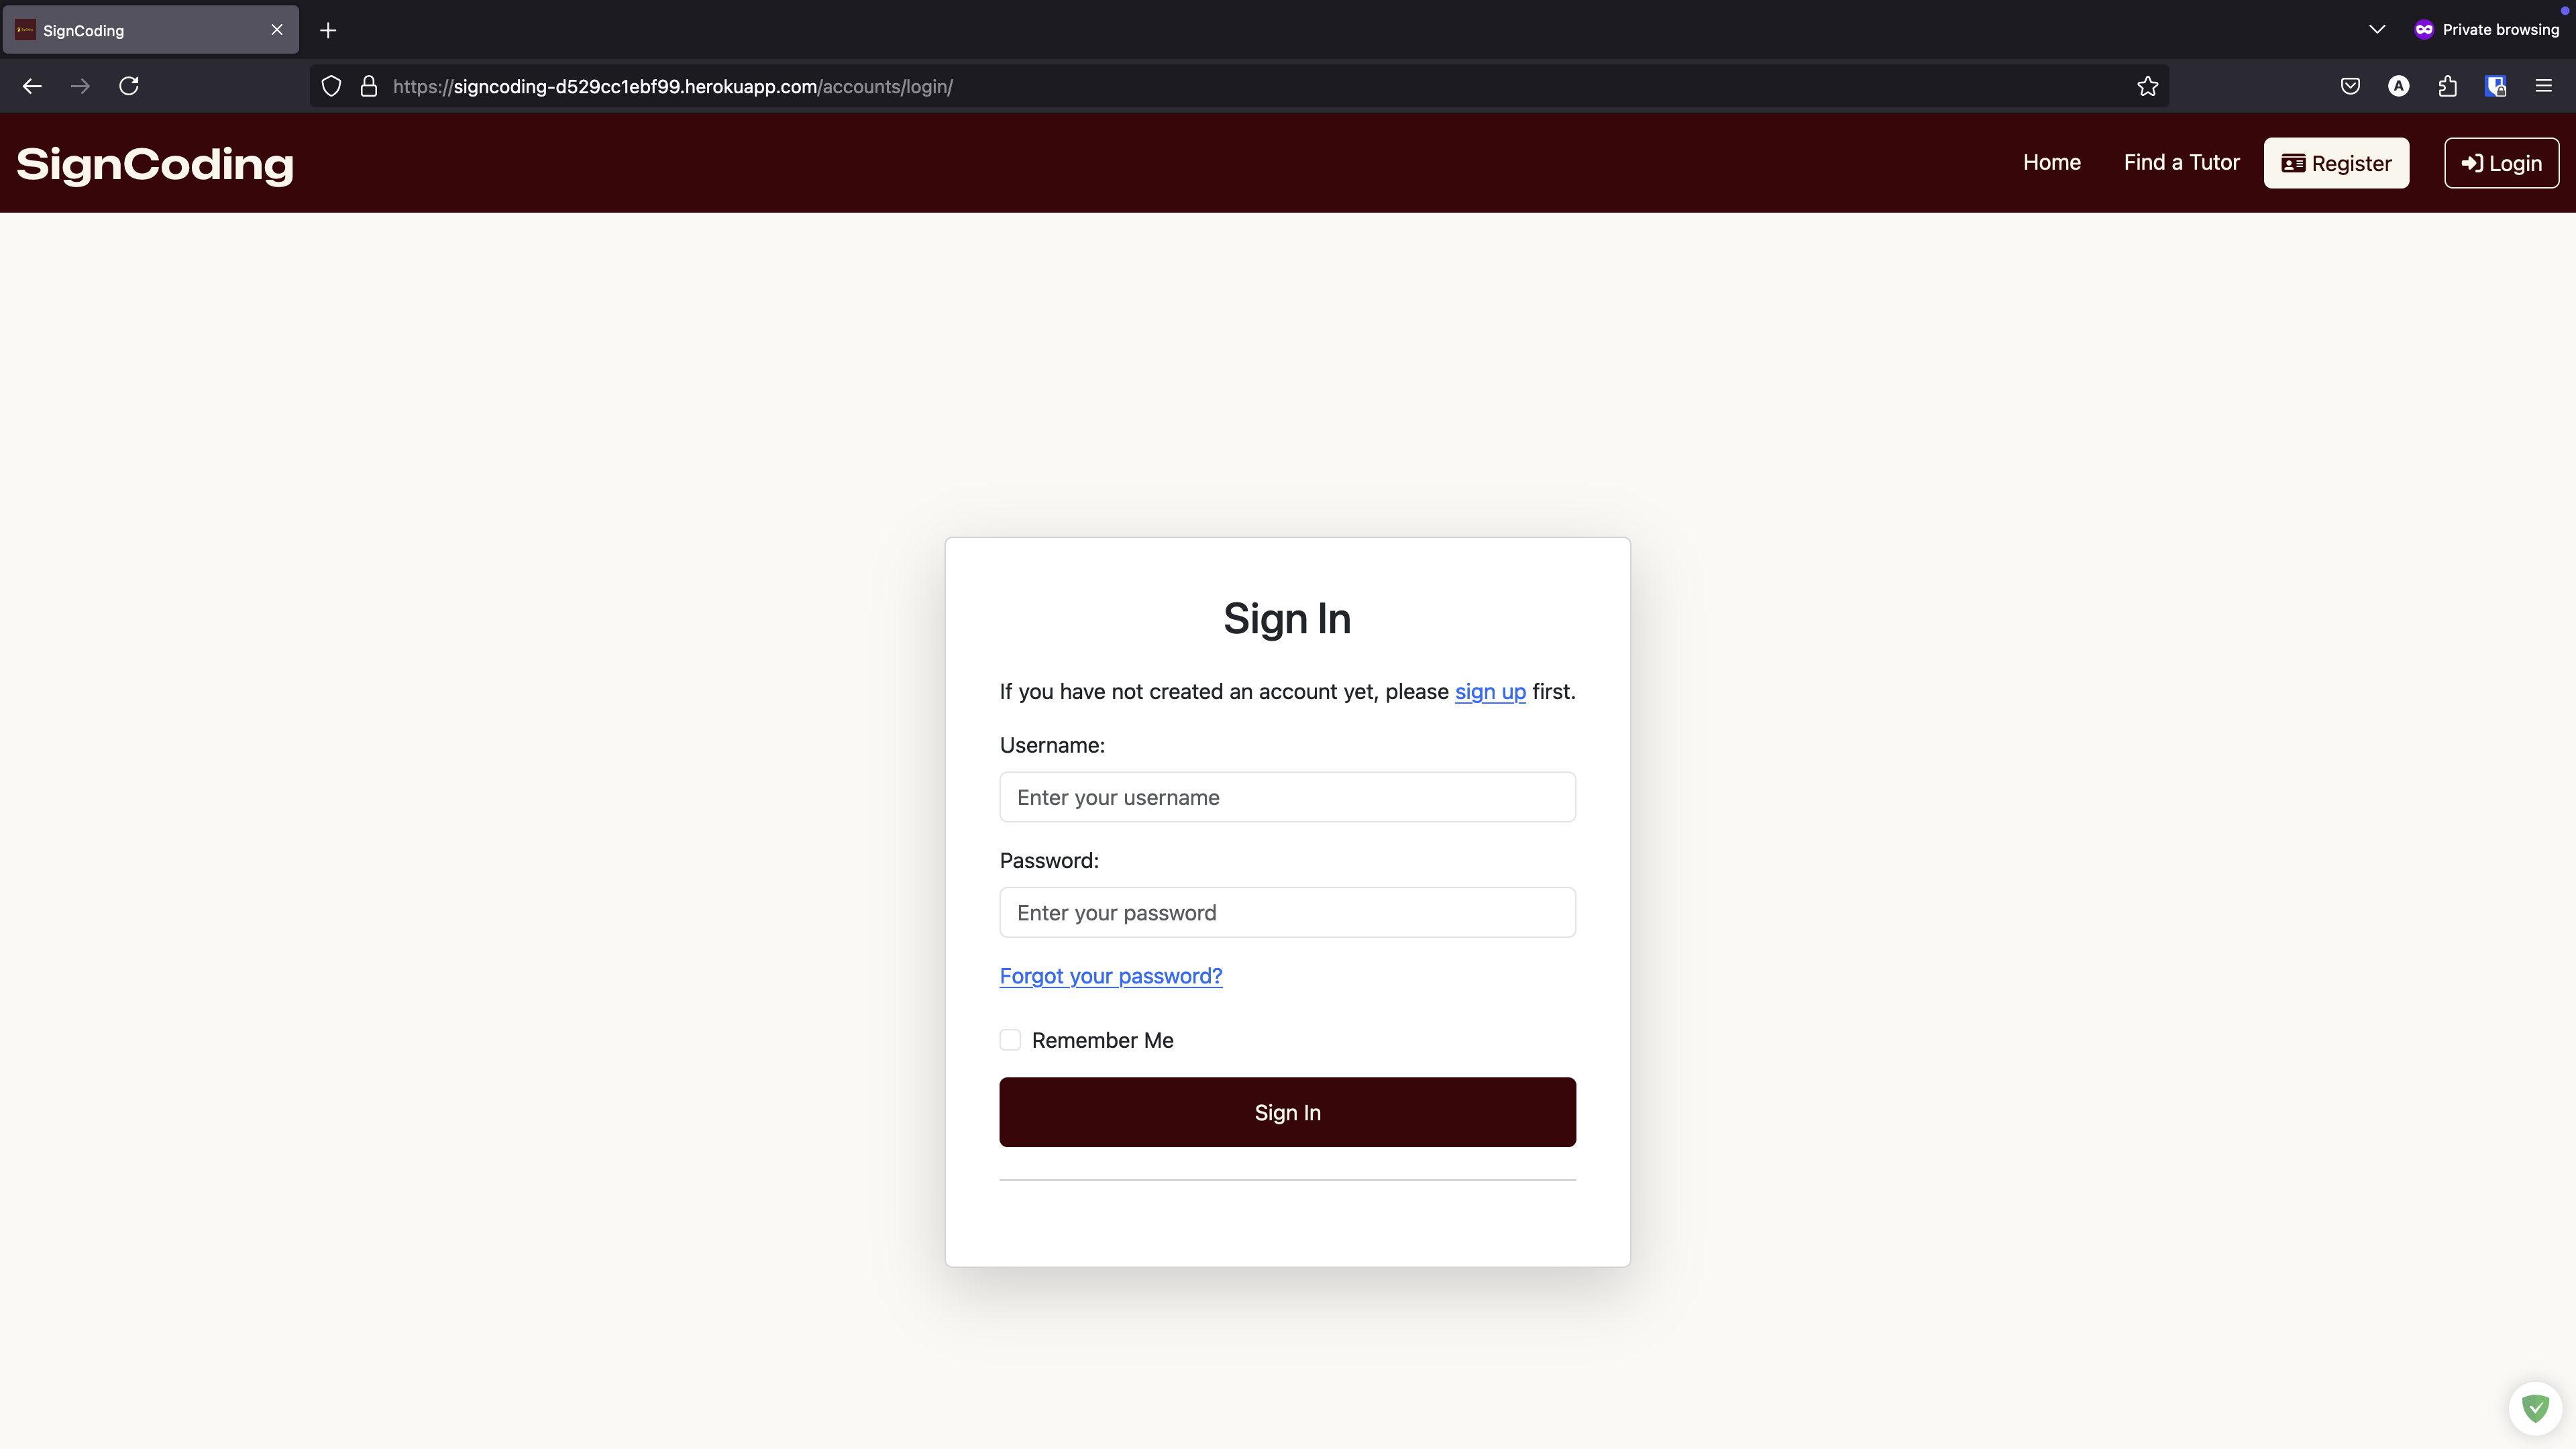 SignCoding
Private browsing
https://signcoding-d529cc1ebf99.herokuapp.com/accounts/login/
A
SignCoding
Home
Find a Tutor
Register
Login
Sign In
If you have not created an account yet, please sign up first.
Username:
Enter your username
Password:
Enter your password
Forgot your password?
Remember Me
Sign In